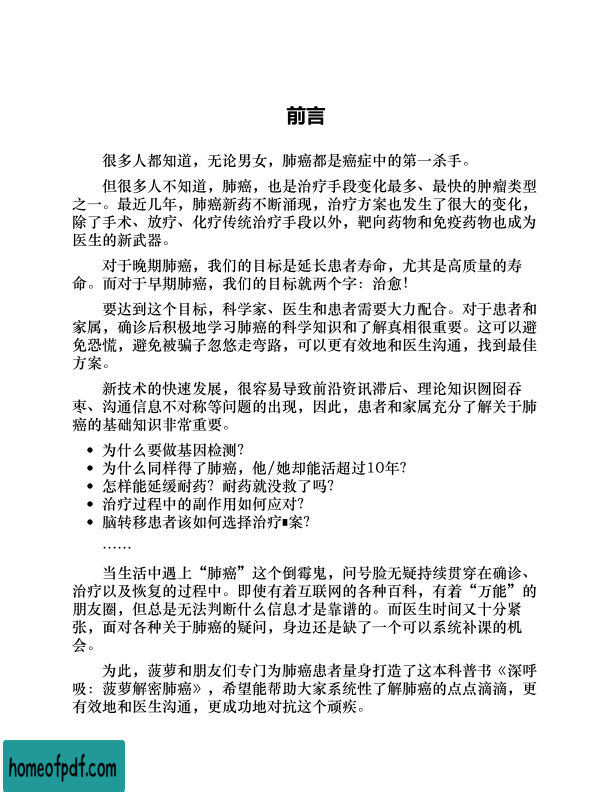 前言
很多人都知道，无论男女，肺癌都是癌症中的第一杀手。
但很多人不知道，肺癌，也是治疗手段变化最多、最快的肿瘤类型
之一。最近几年，肺癌新药不断涌现，治疗方案也发生了很大的变化，
除了手术、放疗、化疗传统治疗手段以外，靶向药物和免疫药物也成为
医生的新武器。
对于晚期肺癌，我们的目标是延长患者寿命，尤其是高质量的寿
命。而对于早期肺癌，我们的目标就两个字：治愈！
要达到这个目标，科学家、医生和患者需要大力配合。对于患者和
家属，确诊后积极地学习肺癌的科学知识和了解真相很重要。这可以避
免恐慌，避免被骗子忽悠走弯路，可以更有效地和医生沟通，找到最佳
方案。
新技术的快速发展，很容易导致前沿资讯滞后、理论知识囫囵吞
枣、沟通信息不对称等问题的出现，因此，患者和家属充分了解关于肺
癌的基础知识非常重要。
• 为什么要做基因检测？
• 为什么同样得了肺癌，他/她却能活超过10年？
• 怎样能延缓耐药？耐药就没救了吗？
• 治疗过程中的副作用如何应对？
• 脑转移患者该如何选择治疗▮案？
……
当生活中遇上“肺癌”这个倒霉鬼，问号脸无疑持续贯穿在确诊、
治疗以及恢复的过程中。即使有着互联网的各种百科，有着“万能”的
朋友圈，但总是无法判断什么信息才是靠谱的。而医生时间又十分紧
张，面对各种关于肺癌的疑问，身边还是缺了一个可以系统补课的机
会。
为此，菠萝和朋友们专门为肺癌患者量身打造了这本科普书《深呼
吸：菠萝解密肺癌》，希望能帮助大家系统性了解肺癌的点点滴滴，更
有效地和医生沟通，更成功地对抗这个顽疾。
homeofpdf.com